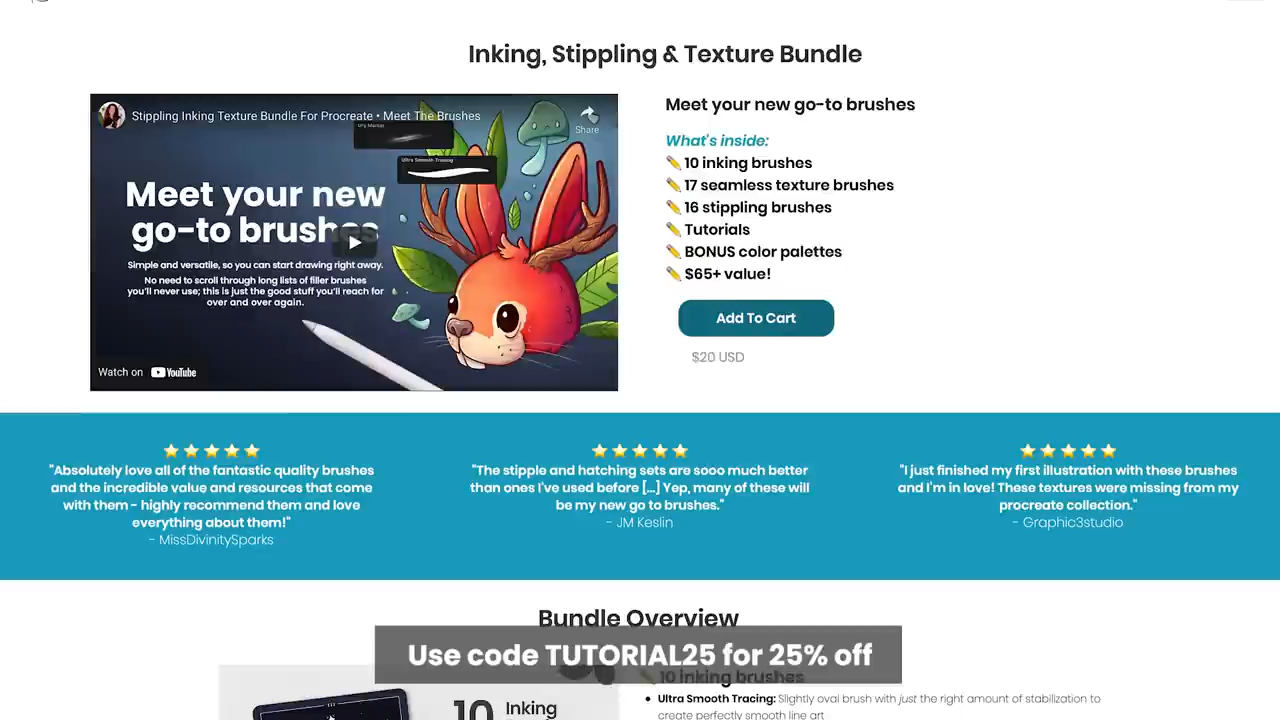 Inking, Stippling & Texture Bundle
Stippling Inking Texture Bundle For Procreate • Meet The Brushes
Share
Ultra Smooth Tracing
Meet your new
go-to brushes
Simple and versatile, so you can start drawing right away.
No need to scroll through long lists of filler brushes
you'll never use; this is just the good stuff you'll reach for
over and over again.
Watch on YouTube
Meet your new go-to brushes
What's inside:
✏️ 10 inking brushes
✏️ 17 seamless texture brushes
✏️ 16 stippling brushes
✏️ Tutorials
✏️ BONUS color palettes
✏️ $65+ value!
Add To Cart
$20 USD
"Absolutely love all of the fantastic quality brushes
and the incredible value and resources that come
with them - highly recommend them and love
everything about them!"
- MissDivinitySparks
"The stipple and hatching sets are sooo much better
than ones I've used before [...] Yep, many of these will
be my new go to brushes."
- JM Keslin
"I just finished my first illustration with these brushes
and I'm in love! These textures were missing from my
procreate collection."
- Graphic3studio
Bundle Overview
Use code TUTORIAL25 for 25% off
10 inking brushes
10 Inking
• Ultra Smooth Tracing: Slightly oval brush with just the right amount of stabilization to
create perfectly smooth line art